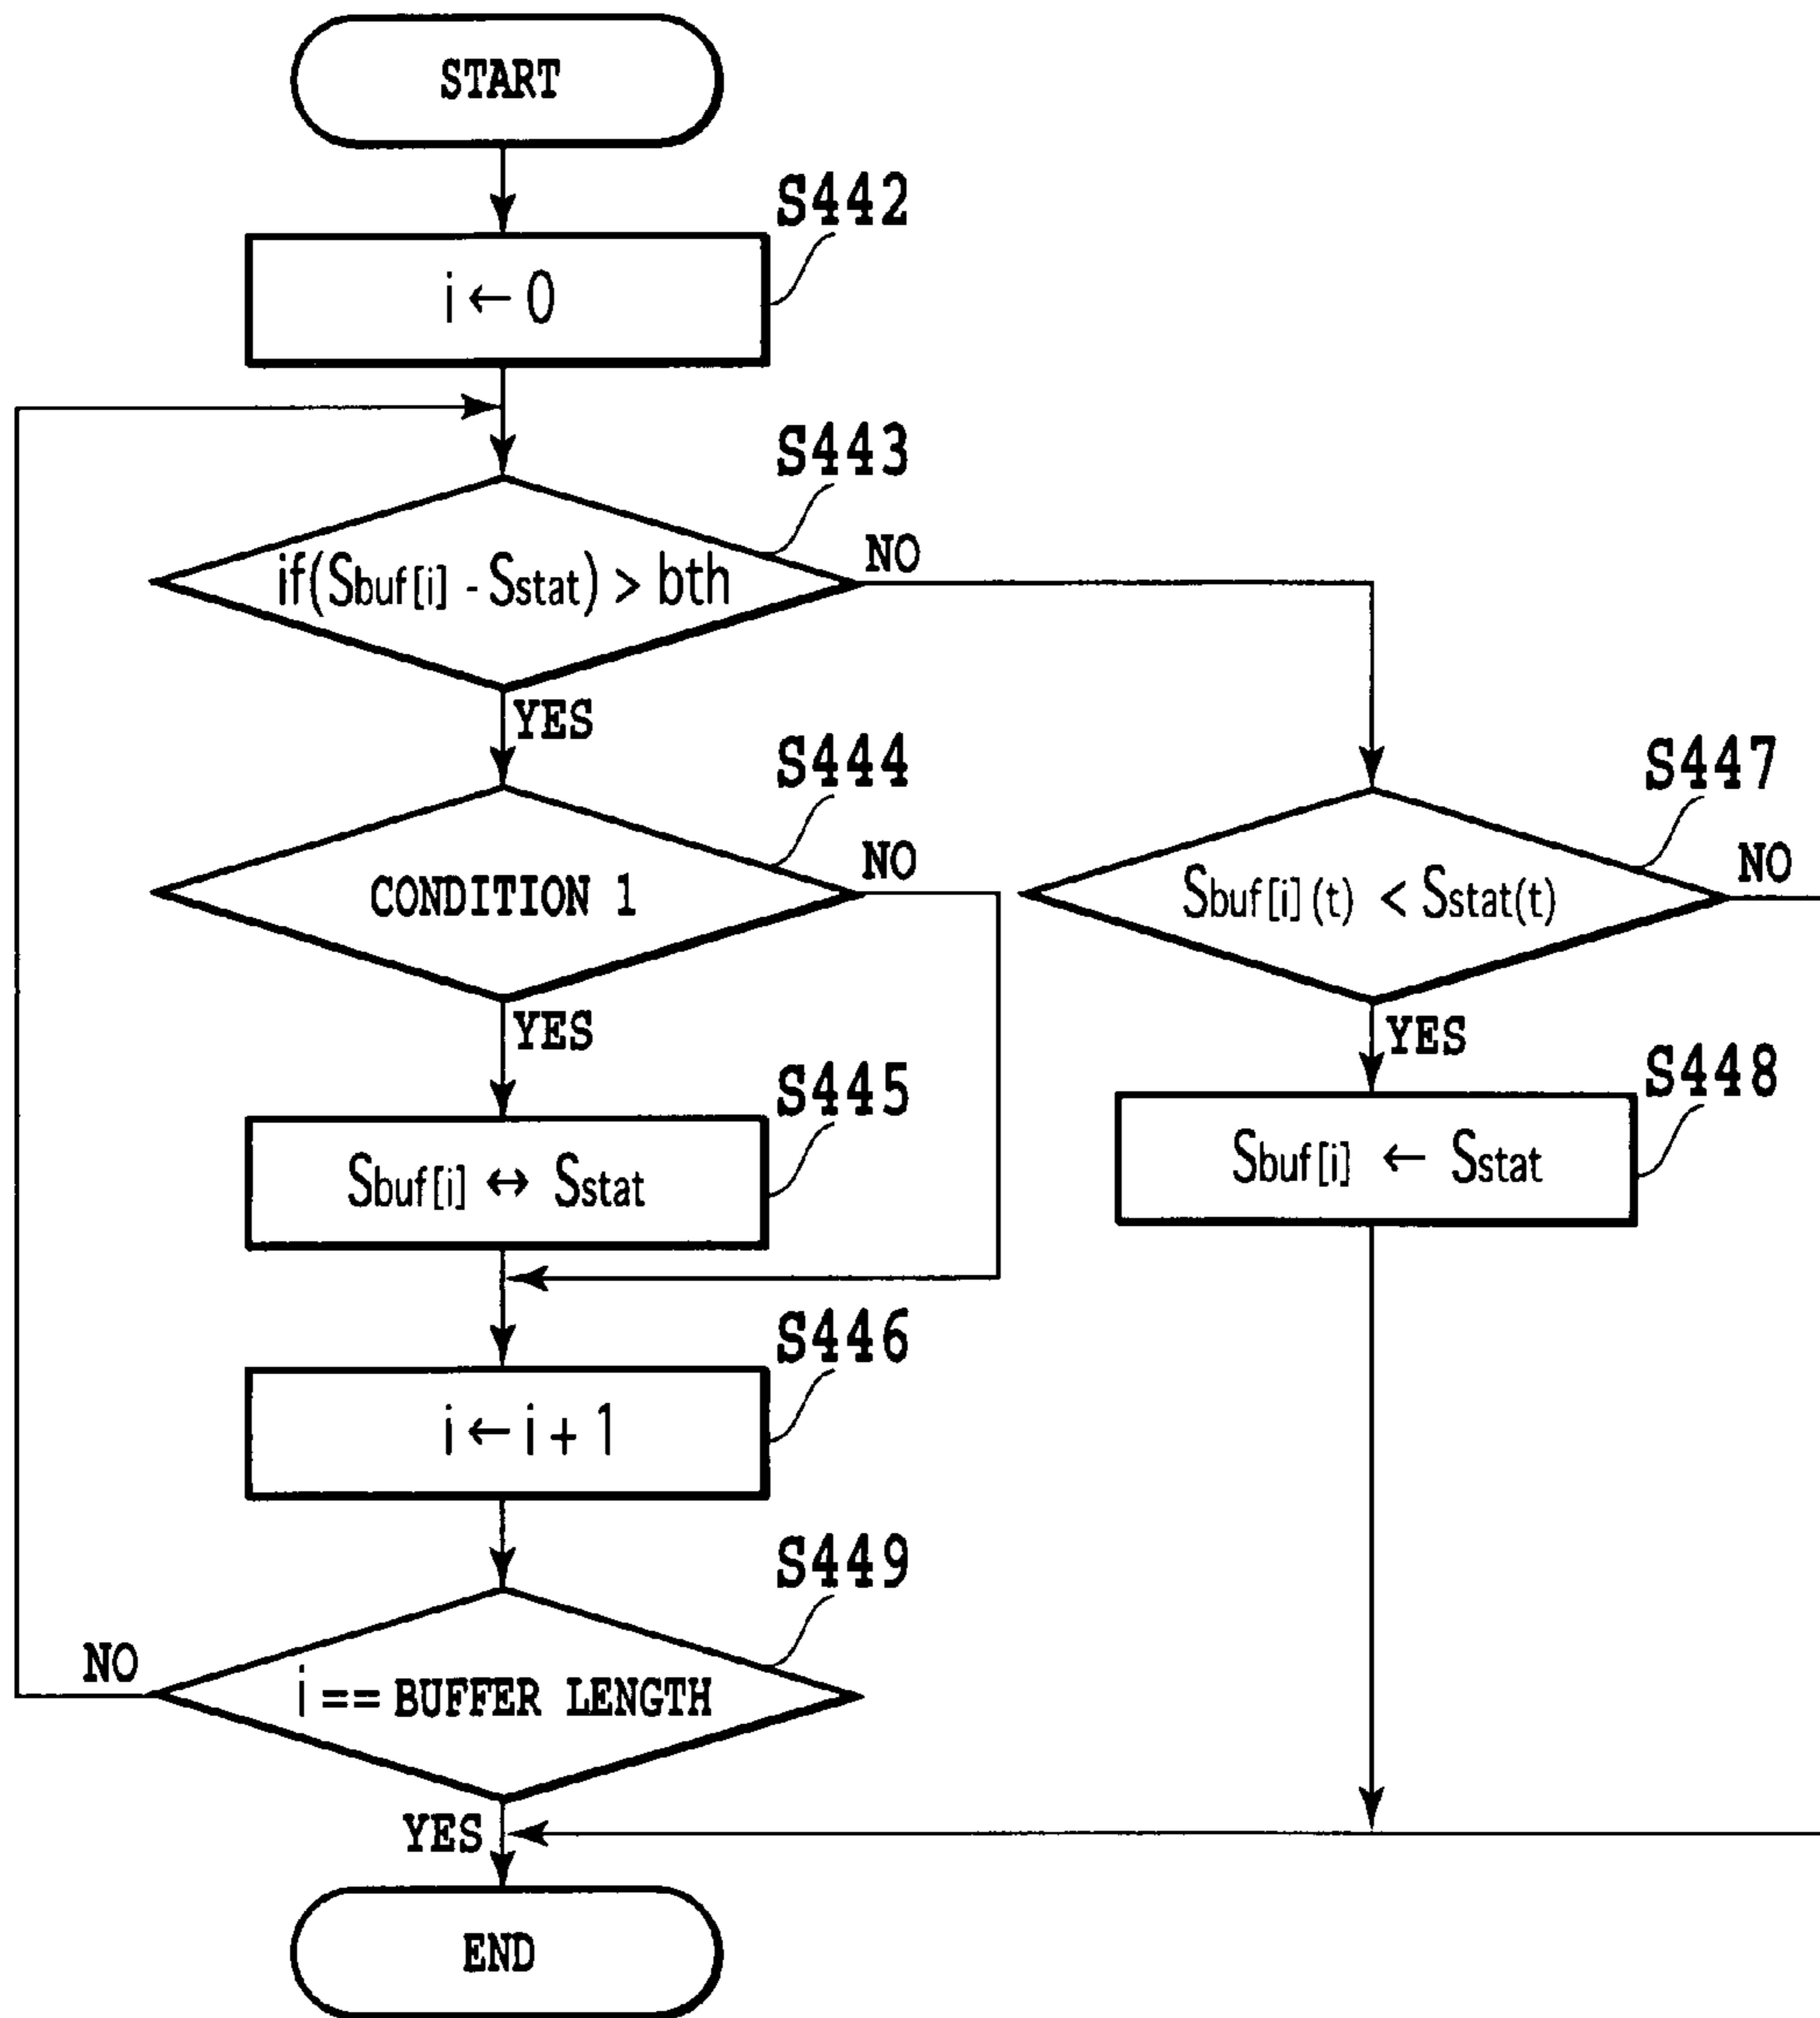 START
S442
i ← 0
S443
if(Sbuf[i] - Sstat) > bth
NO
YES
S444
CONDITION 1
NO
YES
S447
Sbuf[i](t) < Sstat(t)
NO
YES
S445
Sbuf[i] ↔ Sstat
S448
Sbuf[i] ← Sstat
S446
i ← i + 1
S449
i == BUFFER LENGTH
NO
YES
END